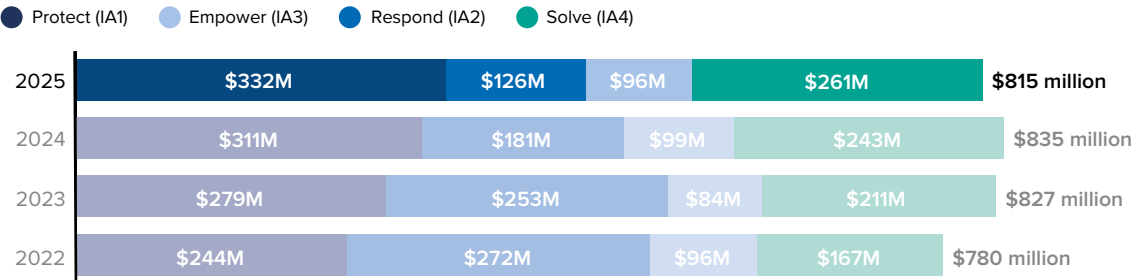 Protect (IA1) Empower (IA3) Respond (IA2) Solve (IA4)
2025 $332M $126M $96M $261M $815 million
2024 $311M $181M $99M $243M $835 million
2023 $279M $253M $84M $211M $827 million
2022 $244M $272M $96M $167M $780 million